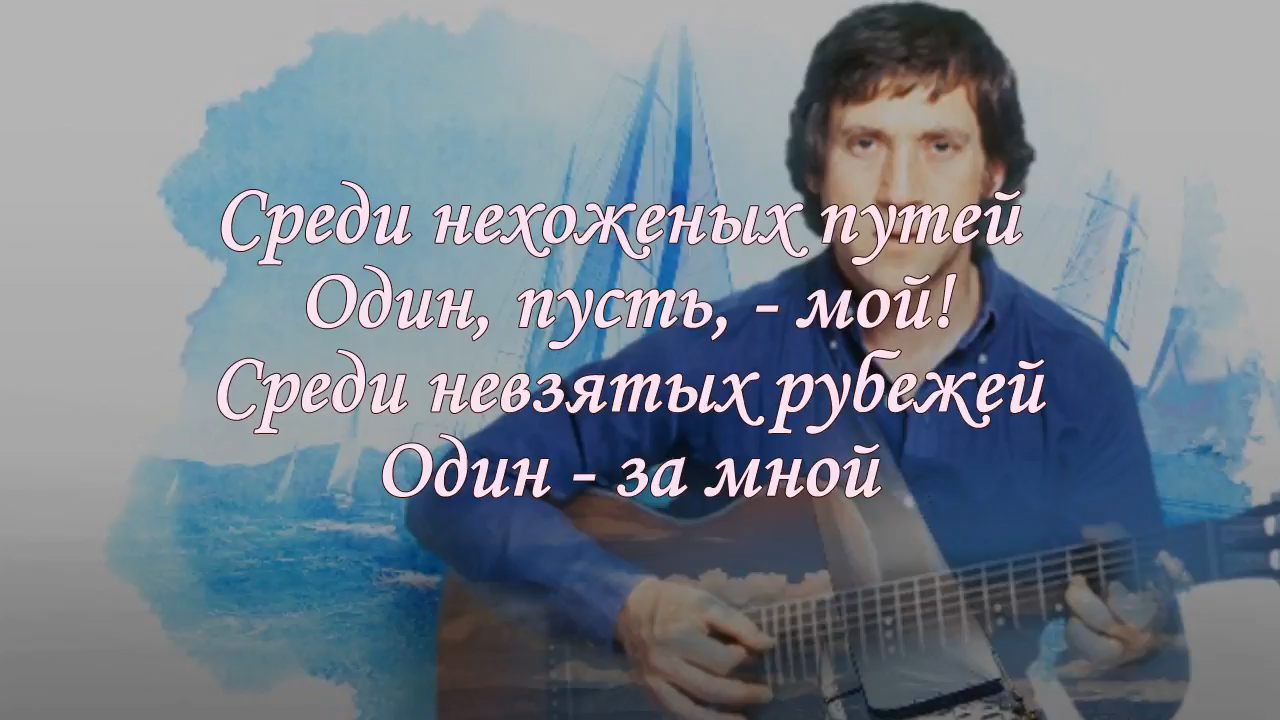 Среди нехоженых путей
Один, пусть, - мой!
Среди невзятых рубежей
Один - за мной